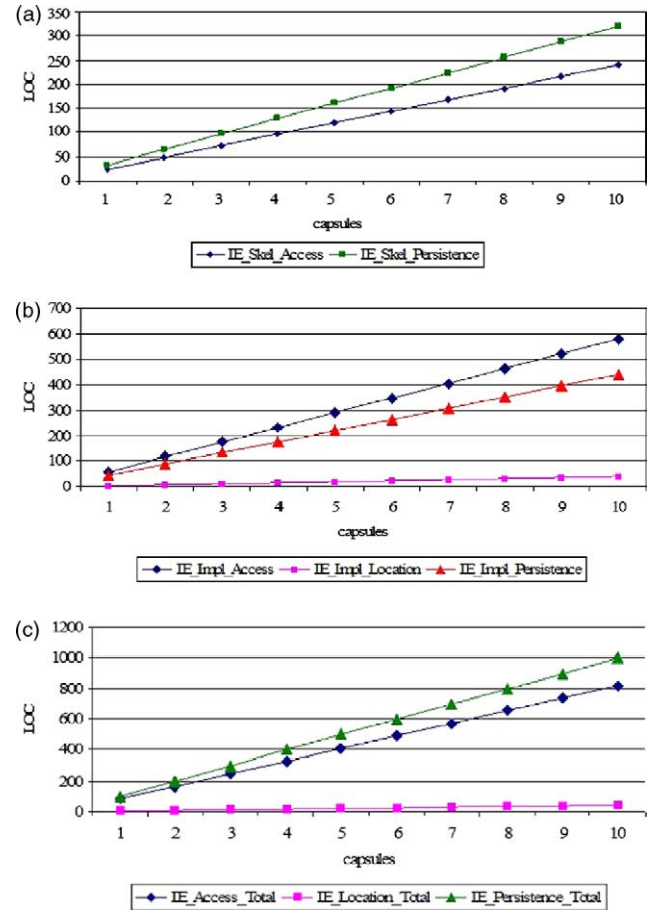 (a)
350
300
250
200
150
100
50
0
LOC
1 2 3 4 5 6 7 8 9 10
capsules
IE_Skel_Access IE_Skel_Persistence
(b)
700
600
500
400
300
200
100
0
LOC
1 2 3 4 5 6 7 8 9 10
capsules
IE_Impl_Access IE_Impl_Location IE_Impl_Persistence
(c)
1200
1000
800
600
400
200
0
LOC
1 2 3 4 5 6 7 8 9 10
capsules
IE_Access_Total IE_Location_Total IE_Persistence_Total